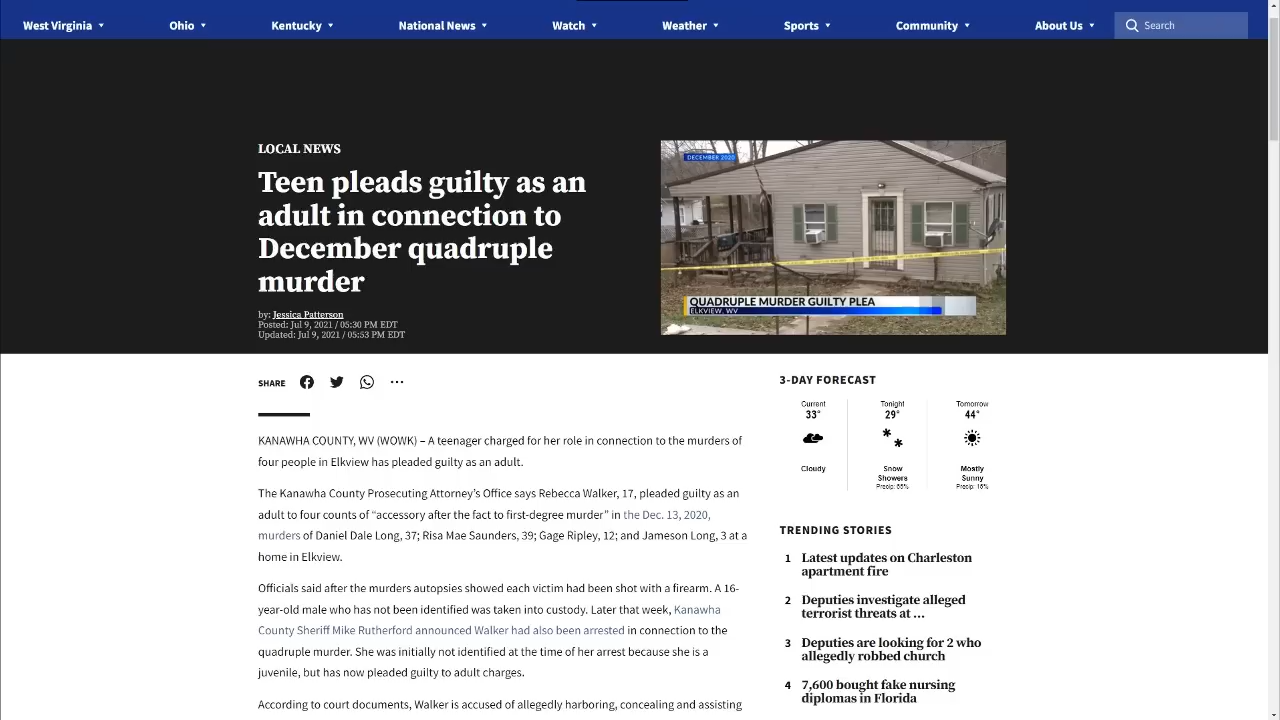 West Virginia
Ohio
Kentucky
National News
Watch
Weather
Sports
Community
About Us
Search
LOCAL NEWS
Teen pleads guilty as an
adult in connection to
December quadruple
murder
by: Jessica Patterson
Posted: Jul 9, 2021 / 05:30 PM EDT
Updated: Jul 9, 2021 / 05:53 PM EDT
DECEMBER 2020
QUADRUPLE MURDER GUILTY PLEA
ELKVIEW, WV
SHARE
KANAWHA COUNTY, WV (WOWK) – A teenager charged for her role in connection to the murders of
four people in Elkview has pleaded guilty as an adult.
The Kanawha County Prosecuting Attorney’s Office says Rebecca Walker, 17, pleaded guilty as an
adult to four counts of “accessory after the fact to first-degree murder” in the Dec. 13, 2020,
murders of Daniel Dale Long, 37; Risa Mae Saunders, 39; Gage Ripley, 12; and Jameson Long, 3 at a
home in Elkview.
Officials said after the murders autopsies showed each victim had been shot with a firearm. A 16-
year-old male who has not been identified was taken into custody. Later that week, Kanawha
County Sheriff Mike Rutherford announced Walker had also been arrested in connection to the
quadruple murder. She was initially not identified at the time of her arrest because she is a
juvenile, but has now pleaded guilty to adult charges.
According to court documents, Walker is accused of allegedly harboring, concealing and assisting
3-DAY FORECAST
Current
33°
Cloudy
Tonight
29°
Snow
Showers
Precip: 55%
Tomorrow
44°
Mostly
Sunny
Precip: 15%
TRENDING STORIES
1 Latest updates on Charleston
apartment fire
2 Deputies investigate alleged
terrorist threats at …
3 Deputies are looking for 2 who
allegedly robbed church
4 7,600 bought fake nursing
diplomas in Florida